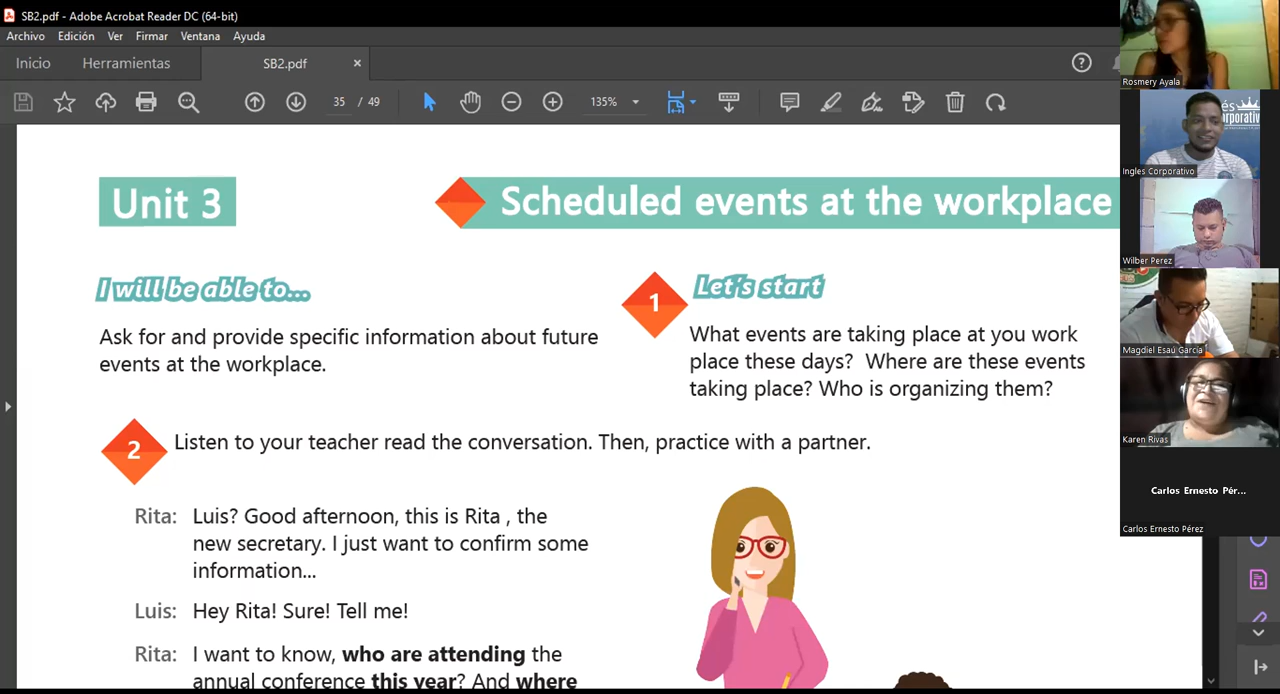 SB2.pdf - Adobe Acrobat Reader DC (64-bit)
Archivo Edición Ver Firmar Ventana Ayuda
Inicio Herramientas SB2.pdf ×
35 / 49 135%
Unit 3
Scheduled events at the workplace
I will be able to...
Ask for and provide specific information about future
events at the workplace.
1 Let's start
What events are taking place at you work
place these days? Where are these events
taking place? Who is organizing them?
2 Listen to your teacher read the conversation. Then, practice with a partner.
Rita: Luis? Good afternoon, this is Rita , the
new secretary. I just want to confirm some
information...
Luis: Hey Rita! Sure! Tell me!
Rita: I want to know, who are attending the
annual conference this year? And where
Rosmery Ayala
Ingles Corporativo
Wilber Perez
Magdiel Esaú García
Karen Rivas
Carlos Ernesto Pér...
Carlos Ernesto Pérez